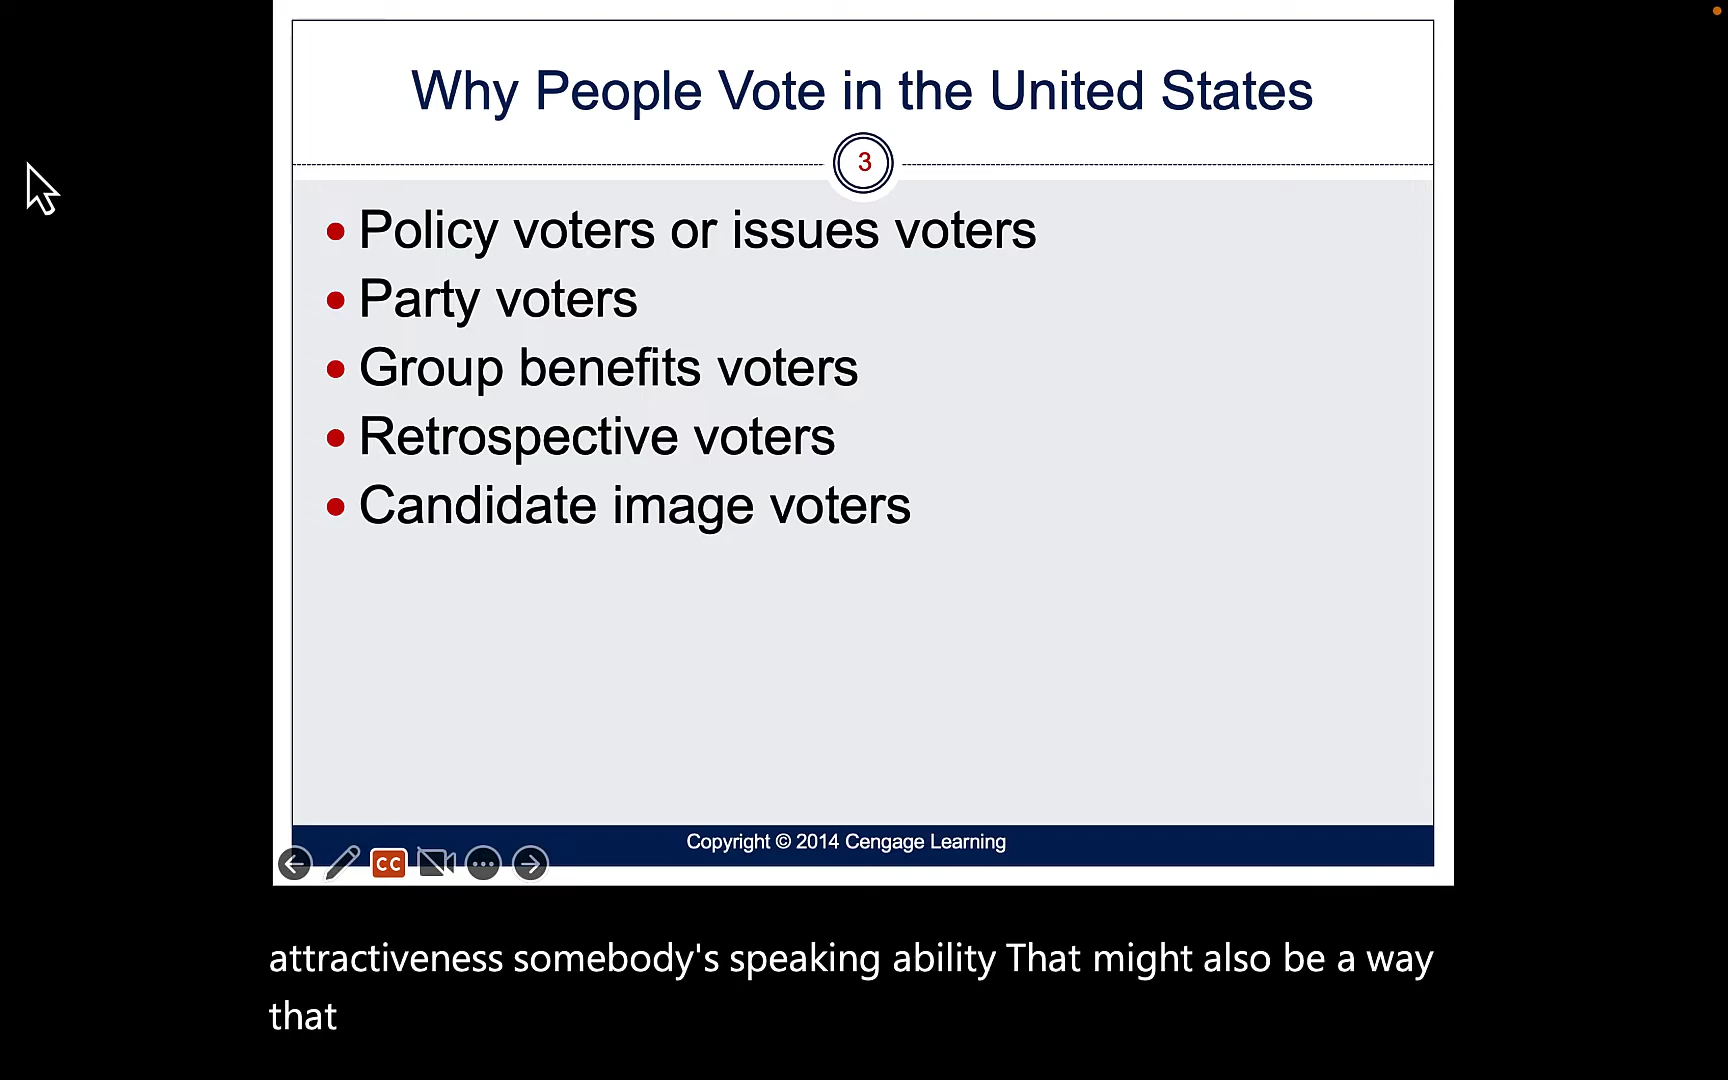 Why People Vote in the United States
3
• Policy voters or issues voters
• Party voters
• Group benefits voters
• Retrospective voters
• Candidate image voters
Copyright © 2014 Cengage Learning
CC
attractiveness somebody's speaking ability That might also be a way
that